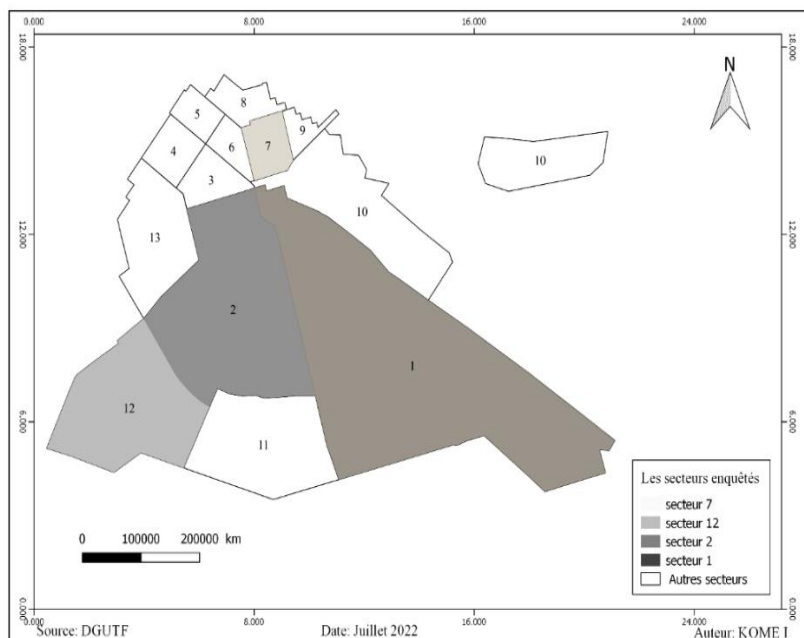 0.000 8.000 16.000 24.000
18.000 18.000
N
8
5
9
6
7
4
10
3
10
13
12.000 12.000
2
1
12
6.000 6.000
11
Les secteurs enquêtés
secteur 7
secteur 12
secteur 2
secteur 1
Autres secteurs
0 100000 200000 km
0.000 0.000
0.000 8.000 16.000 24.000
Source: DGUTF Date: Juillet 2022 Auteur: KOME I